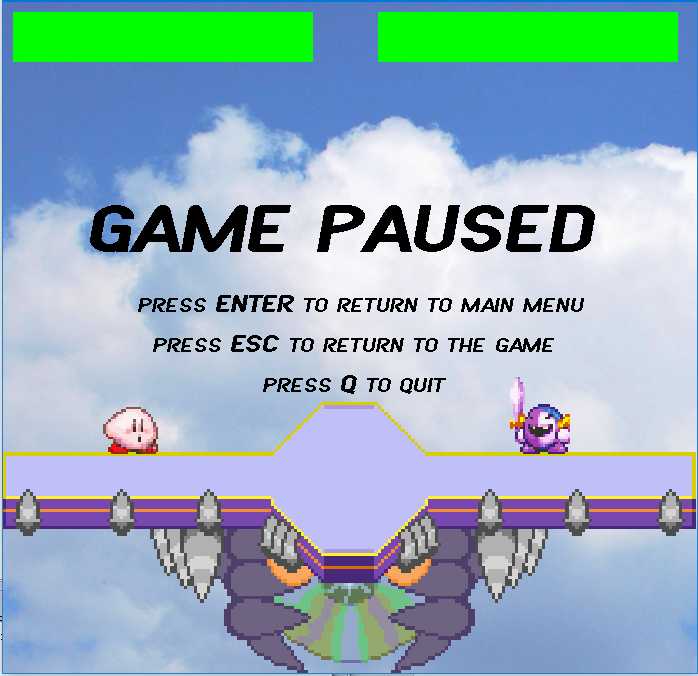 GAME PAUSED
PRESS ENTER TO RETURN TO MAIN MENU
PRESS ESC TO RETURN TO THE GAME
PRESS Q TO QUIT